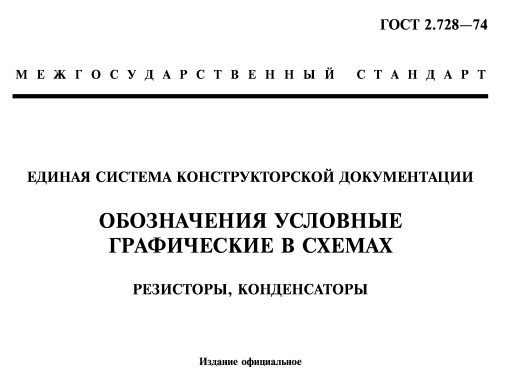 ГОСТ 2.728—74
МЕЖГОСУДАРСТВЕННЫЙ СТАНДАРТ
ЕДИНАЯ СИСТЕМА КОНСТРУКТОРСКОЙ ДОКУМЕНТАЦИИ
ОБОЗНАЧЕНИЯ УСЛОВНЫЕ
ГРАФИЧЕСКИЕ В СХЕМАХ
РЕЗИСТОРЫ, КОНДЕНСАТОРЫ
Издание официальное